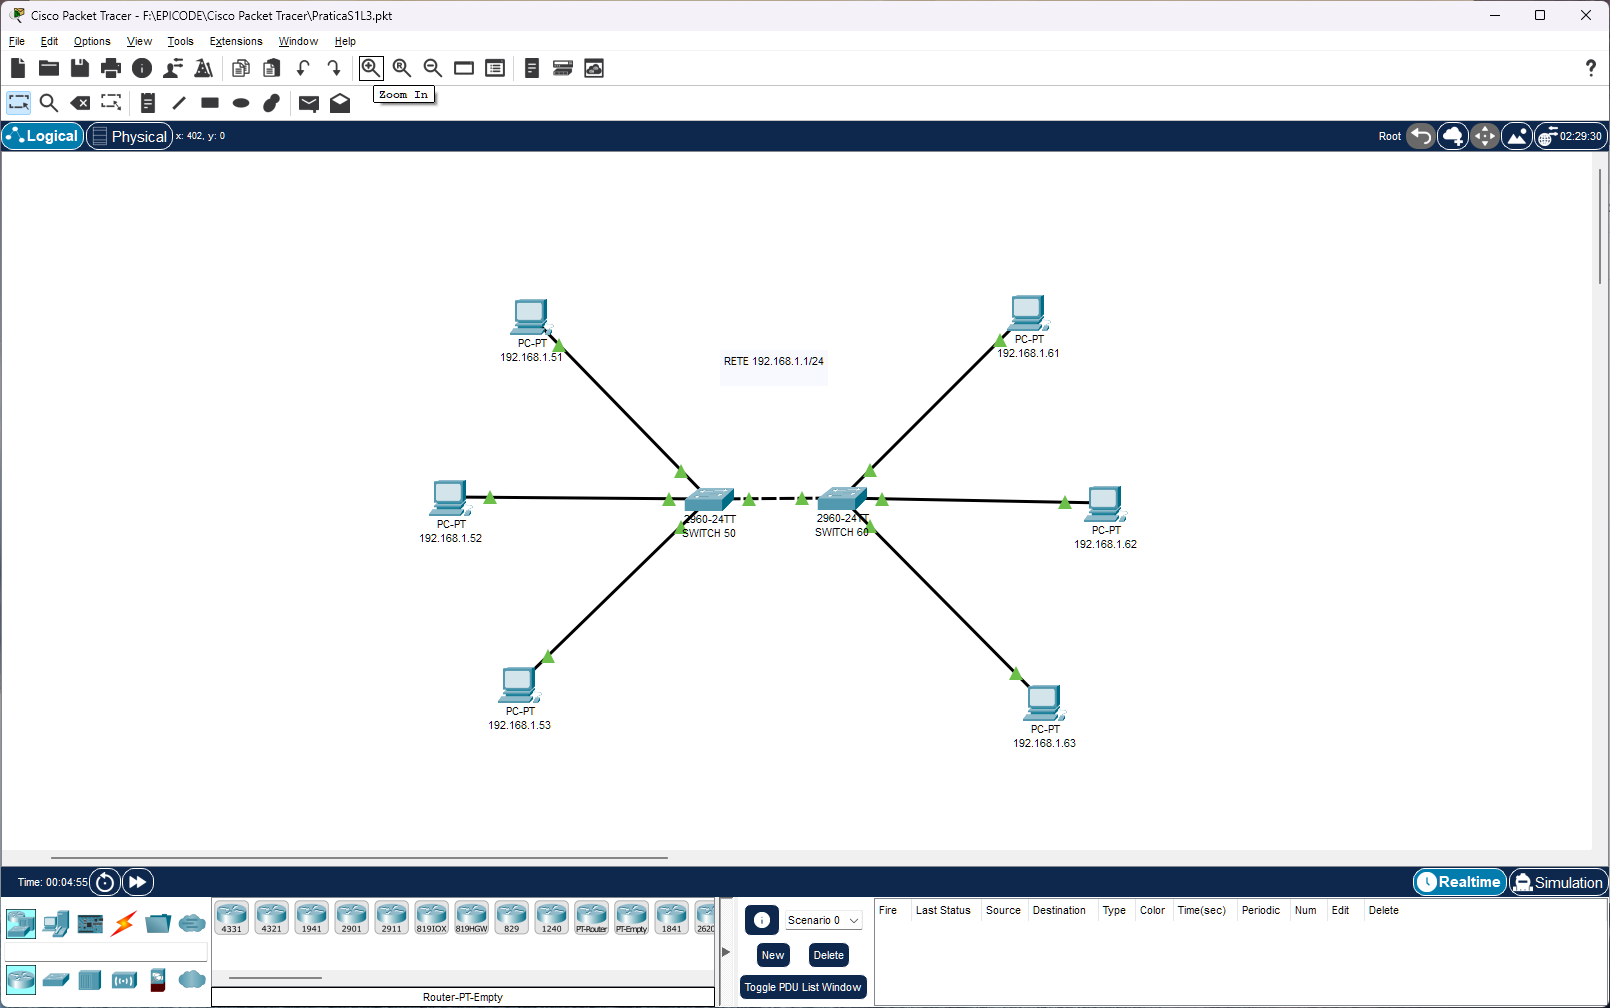 Cisco Packet Tracer - F:\EPICODE\Cisco Packet Tracer\PraticaS1L3.pkt
File Edit Options View Tools Extensions Window Help
Zoom In
Logical Physical x: 402, y: 0 Root 02:29:30
PC-PT
192.168.1.51
PC-PT
192.168.1.61
RETE 192.168.1.1/24
PC-PT
192.168.1.52
2960-24TT
SWITCH 50
2960-24TT
SWITCH 60
PC-PT
192.168.1.62
PC-PT
192.168.1.53
PC-PT
192.168.1.63
Time: 00:04:55 Realtime Simulation
4331 4321 1941 2901 2911 819IOX 819HGW 829 1240 PT-Router PT-Empty 1841 2620
Router-PT-Empty
Scenario 0
New Delete
Toggle PDU List Window
Fire Last Status Source Destination Type Color Time(sec) Periodic Num Edit Delete